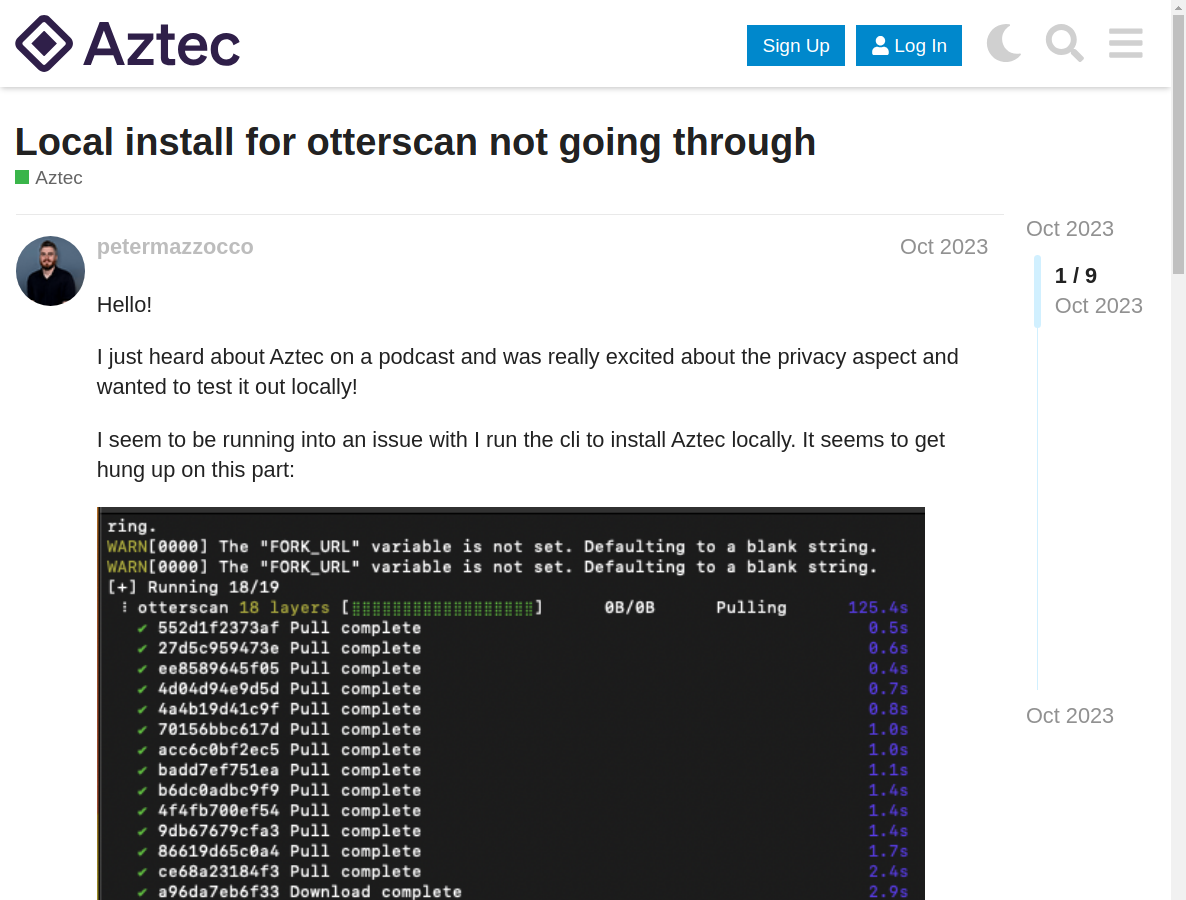 Aztec
Sign Up
Log In
Local install for otterscan not going through
Aztec
petermazzocco
Oct 2023
Hello!
I just heard about Aztec on a podcast and was really excited about the privacy aspect and
wanted to test it out locally!
I seem to be running into an issue with I run the cli to install Aztec locally. It seems to get
hung up on this part:
ring.
WARN[0000] The "FORK_URL" variable is not set. Defaulting to a blank string.
WARN[0000] The "FORK_URL" variable is not set. Defaulting to a blank string.
[+] Running 18/19
⠸ otterscan 18 layers [⣿⣿⣿⣿⣿⣿⣿⣿⣿⣿⣿⣿⣿⣿⣿⣿⣿⣿] 0B/0B Pulling 125.4s
✔ 552d1f2373af Pull complete 0.5s
✔ 27d5c959473e Pull complete 0.6s
✔ ee8589645f05 Pull complete 0.4s
✔ 4d04d94e9d5d Pull complete 0.7s
✔ 4a4b19d41c9f Pull complete 0.8s
✔ 70156bbc617d Pull complete 1.0s
✔ acc6c0bf2ec5 Pull complete 1.0s
✔ badd7ef751ea Pull complete 1.1s
✔ b6dc0adbc9f9 Pull complete 1.4s
✔ 4f4fb700ef54 Pull complete 1.4s
✔ 9db67679cfa3 Pull complete 1.4s
✔ 86619d65c0a4 Pull complete 1.7s
✔ ce68a23184f3 Pull complete 2.4s
✔ a96da7eb6f33 Download complete 2.9s
Oct 2023
1 / 9
Oct 2023
Oct 2023